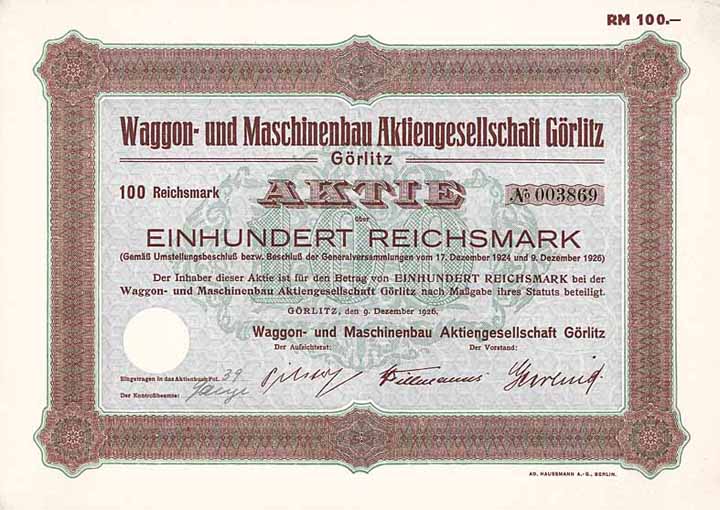 RM 100.—
Waggon- und Maschinenbau Aktiengesellschaft Görlitz
Görlitz
100 Reichsmark AKTIE № 003869
über
EINHUNDERT REICHSMARK
(Gemäß Umstellungsbeschluß bezw. Beschluß der Generalversammlungen vom 17. Dezember 1924 und 9. Dezember 1926)
Der Inhaber dieser Aktie ist für den Betrag von EINHUNDERT REICHSMARK bei der
Waggon- und Maschinenbau Aktiengesellschaft Görlitz nach Maßgabe ihres Statuts beteiligt.
GÖRLITZ, den 9. Dezember 1926.
Waggon- und Maschinenbau Aktiengesellschaft Görlitz
Der Aufsichtsrat: Der Vorstand:
Eingetragen in das Aktienbuch Fol. 39
Der Kontrollbeamte:
AD. HAUSSMANN A.-G., BERLIN.